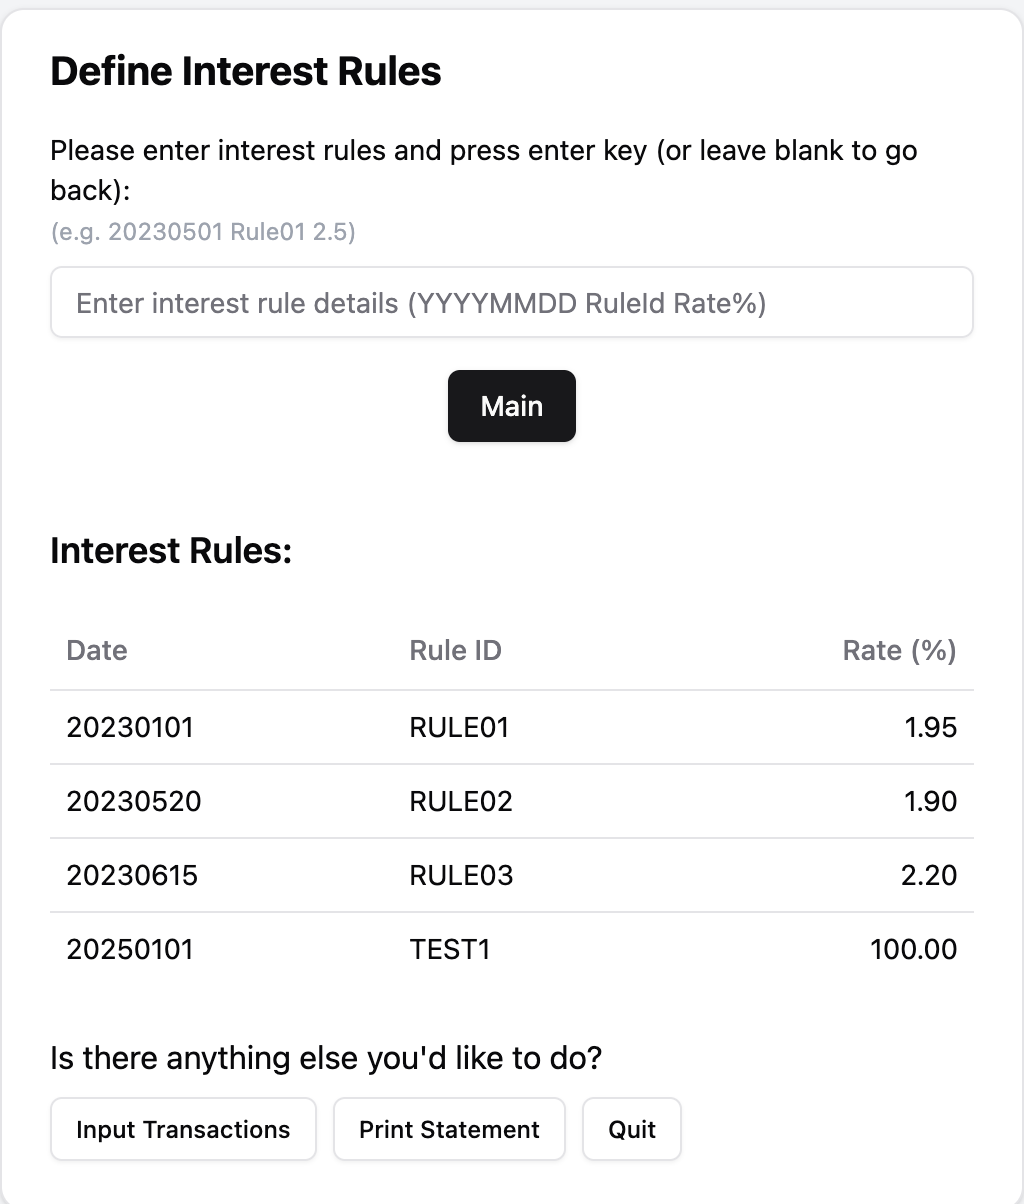 Define Interest Rules
Please enter interest rules and press enter key (or leave blank to go
back):
(e.g. 20230501 Rule01 2.5)
Enter interest rule details (YYYYMMDD RuleId Rate%)
Main
Interest Rules:
Date Rule ID Rate (%)
20230101 RULE01 1.95
20230520 RULE02 1.90
20230615 RULE03 2.20
20250101 TEST1 100.00
Is there anything else you'd like to do?
Input Transactions Print Statement Quit